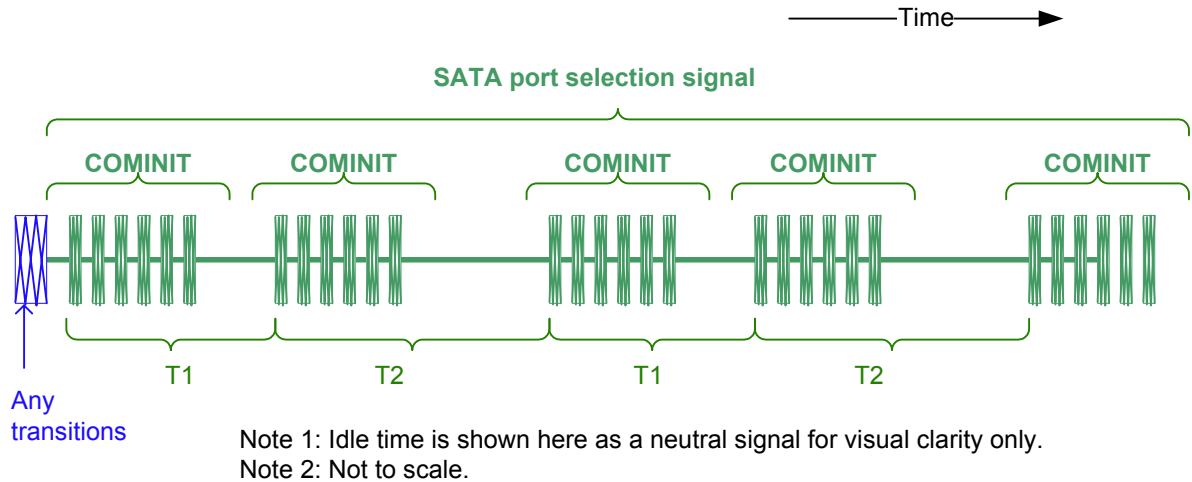 Time
SATA port selection signal
COMINIT COMINIT COMINIT COMINIT COMINIT
T1 T2 T1 T2
Any
transitions
Note 1: Idle time is shown here as a neutral signal for visual clarity only.
Note 2: Not to scale.